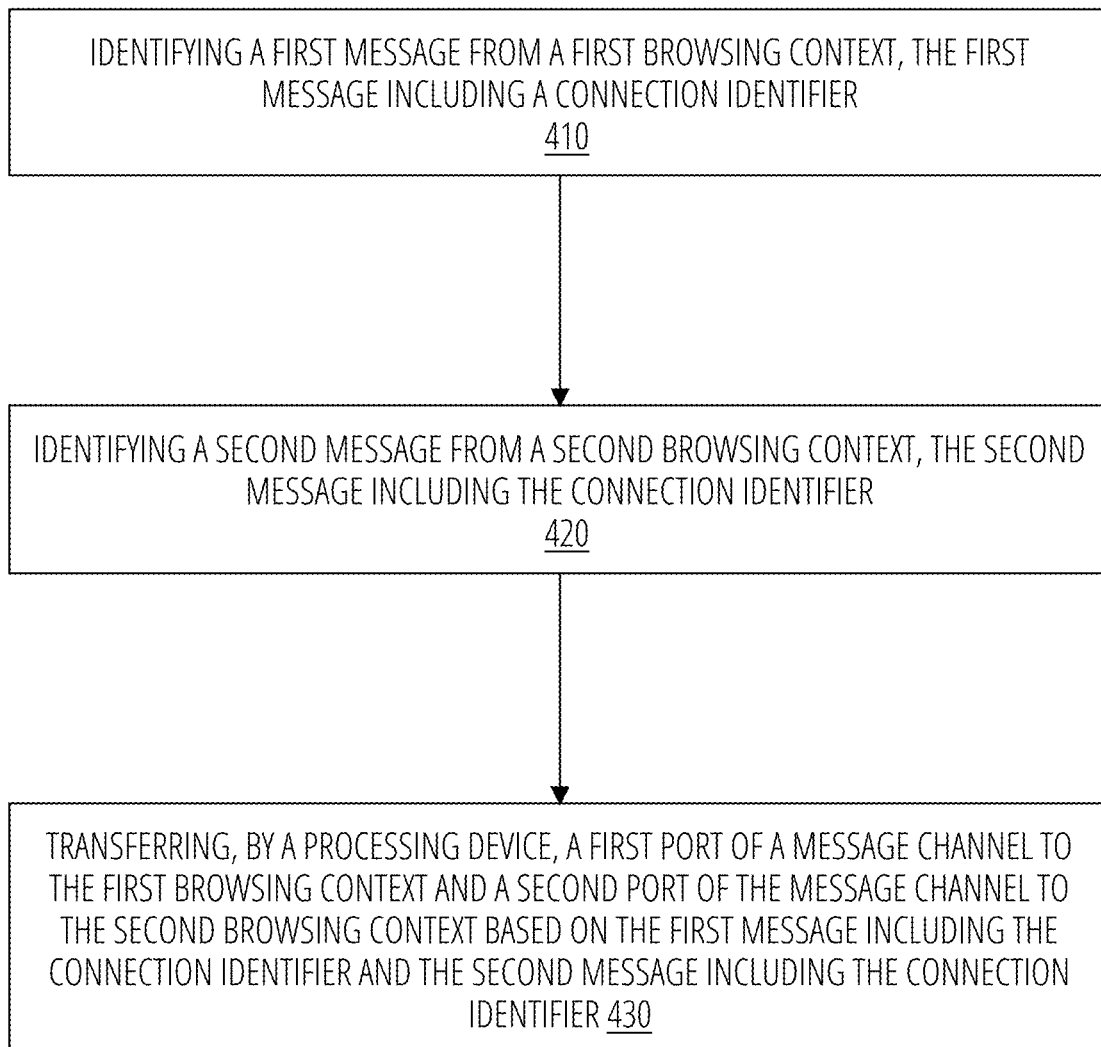 IDENTIFYING A FIRST MESSAGE FROM A FIRST BROWSING CONTEXT, THE FIRST
MESSAGE INCLUDING A CONNECTION IDENTIFIER
410
IDENTIFYING A SECOND MESSAGE FROM A SECOND BROWSING CONTEXT, THE SECOND
MESSAGE INCLUDING THE CONNECTION IDENTIFIER
420
TRANSFERRING, BY A PROCESSING DEVICE, A FIRST PORT OF A MESSAGE CHANNEL TO
THE FIRST BROWSING CONTEXT AND A SECOND PORT OF THE MESSAGE CHANNEL TO
THE SECOND BROWSING CONTEXT BASED ON THE FIRST MESSAGE INCLUDING THE
CONNECTION IDENTIFIER AND THE SECOND MESSAGE INCLUDING THE CONNECTION
IDENTIFIER 430